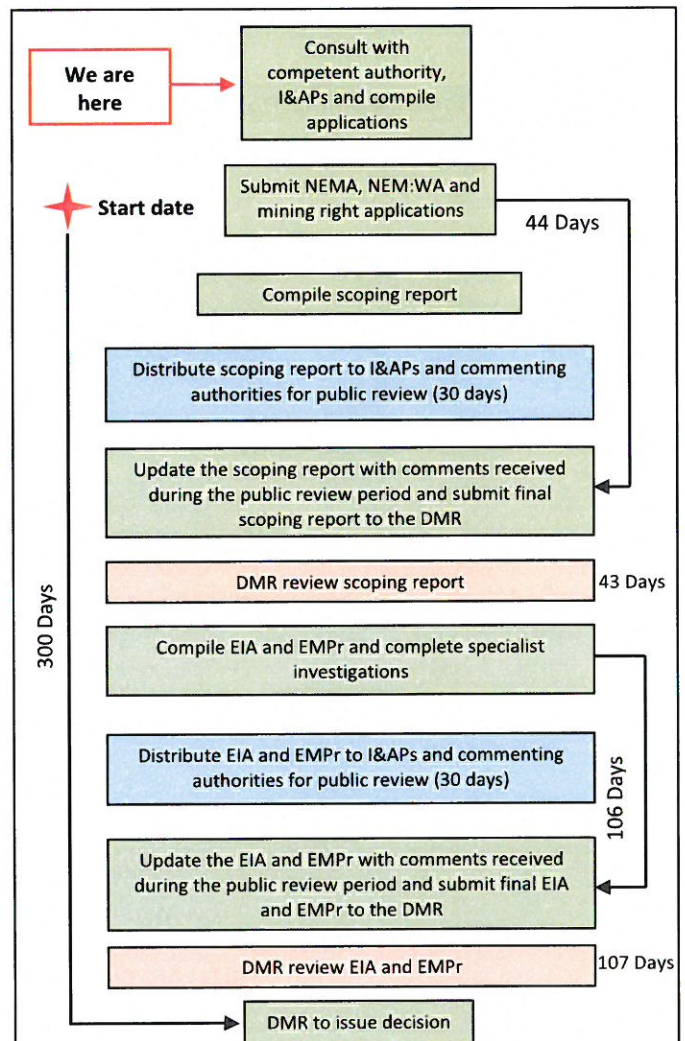 We are
here
Consult with
competent authority,
I&APs and compile
applications
Start date
Submit NEMA, NEM:WA and
mining right applications
44 Days
Compile scoping report
Distribute scoping report to I&APs and commenting
authorities for public review (30 days)
Update the scoping report with comments received
during the public review period and submit final
scoping report to the DMR
DMR review scoping report
43 Days
300 Days
Compile EIA and EMPr and complete specialist
investigations
Distribute EIA and EMPr to I&APs and commenting
authorities for public review (30 days)
106 Days
Update the EIA and EMPr with comments received
during the public review period and submit final EIA
and EMPr to the DMR
DMR review EIA and EMPr
107 Days
DMR to issue decision